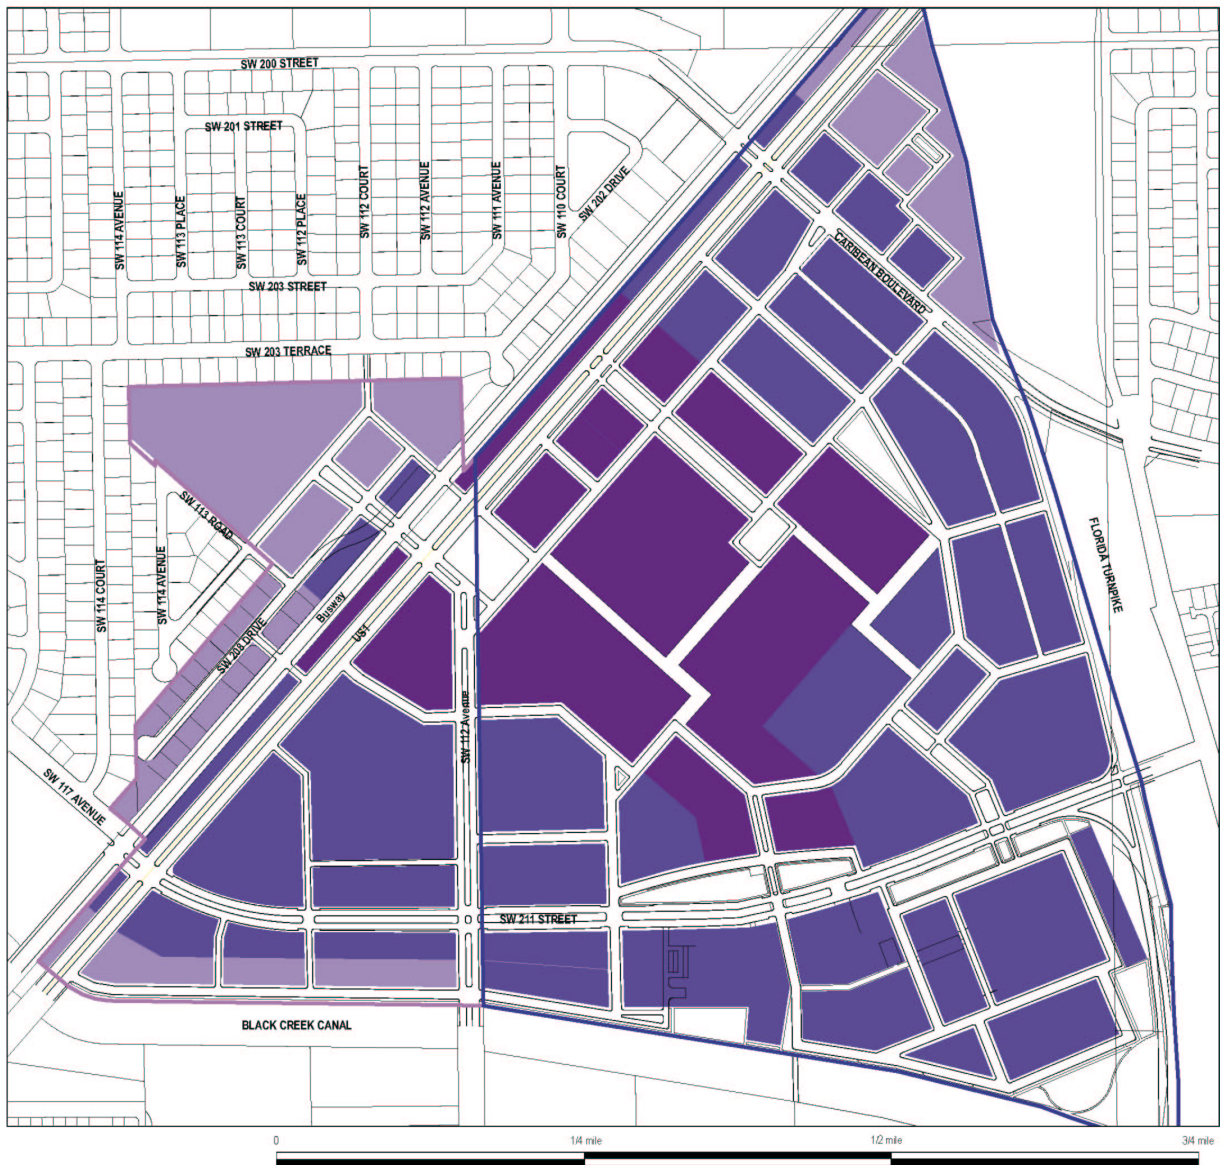 SW 200 STREET
SW 201 STREET
SW 114 AVENUE
SW 113 PLACE
SW 113 COURT
SW 112 PLACE
SW 112 COURT
SW 112 AVENUE
SW 111 AVENUE
SW 110 COURT
SW 202 DRIVE
CARIBEAN BOULEVARD
SW 203 STREET
SW 203 TERRACE
SW 113 ROAD
SW 114 COURT
SW 114 AVENUE
SW 208 DRIVE
Busway
US1
FLORIDA TURNPIKE
SW 112 Avenue
SW 117 AVENUE
SW 211 STREET
BLACK CREEK CANAL
0
1/4 mile
1/2 mile
3/4 mile